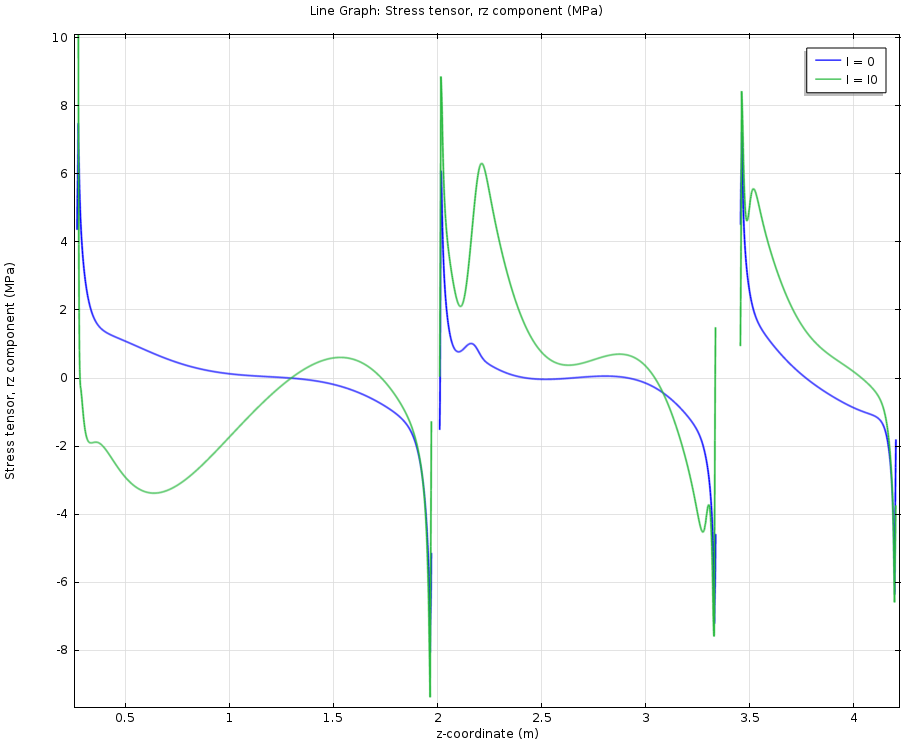 Line Graph: Stress tensor, rz component (MPa)
10
8
6
4
2
0
-2
-4
-6
-8
Stress tensor, rz component (MPa)
I = 0
I = I0
0.5 1 1.5 2 2.5 3 3.5 4
z-coordinate (m)